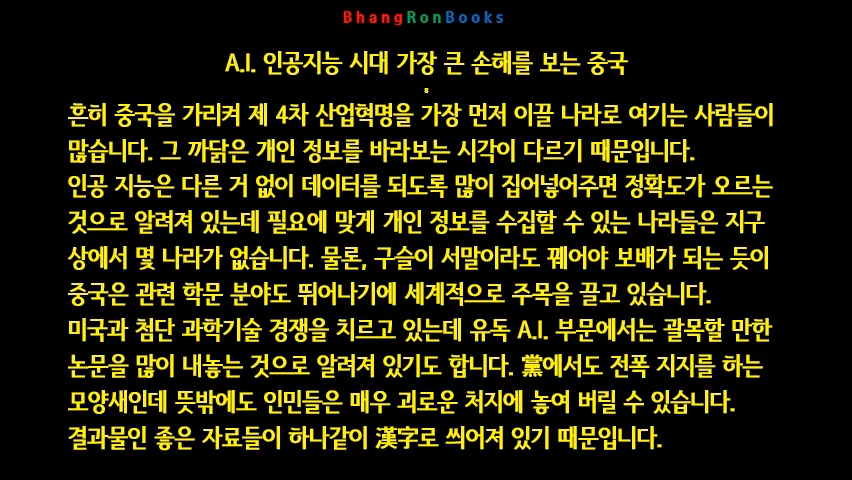 BhangRonBooks
A.I. 인공지능 시대 가장 큰 손해를 보는 중국
흔히 중국을 가리켜 제 4차 산업혁명을 가장 먼저 이끌 나라로 여기는 사람들이
많습니다. 그 까닭은 개인 정보를 바라보는 시각이 다르기 때문입니다.
인공 지능은 다른 거 없이 데이터를 되도록 많이 집어넣어주면 정확도가 오르는
것으로 알려져 있는데 필요에 맞게 개인 정보를 수집할 수 있는 나라들은 지구
상에서 몇 나라가 없습니다. 물론, 구슬이 서말이라도 꿰어야 보배가 되는 듯이
중국은 관련 학문 분야도 뛰어나기에 세계적으로 주목을 끌고 있습니다.
미국과 첨단 과학기술 경쟁을 치르고 있는데 유독 A.I. 부문에서는 괄목할 만한
논문을 많이 내놓는 것으로 알려져 있기도 합니다. 黨에서도 전폭 지지를 하는
모양새인데 뜻밖에도 인민들은 매우 괴로운 처지에 놓여 버릴 수 있습니다.
결과물인 좋은 자료들이 하나같이 漢字로 씌어져 있기 때문입니다.